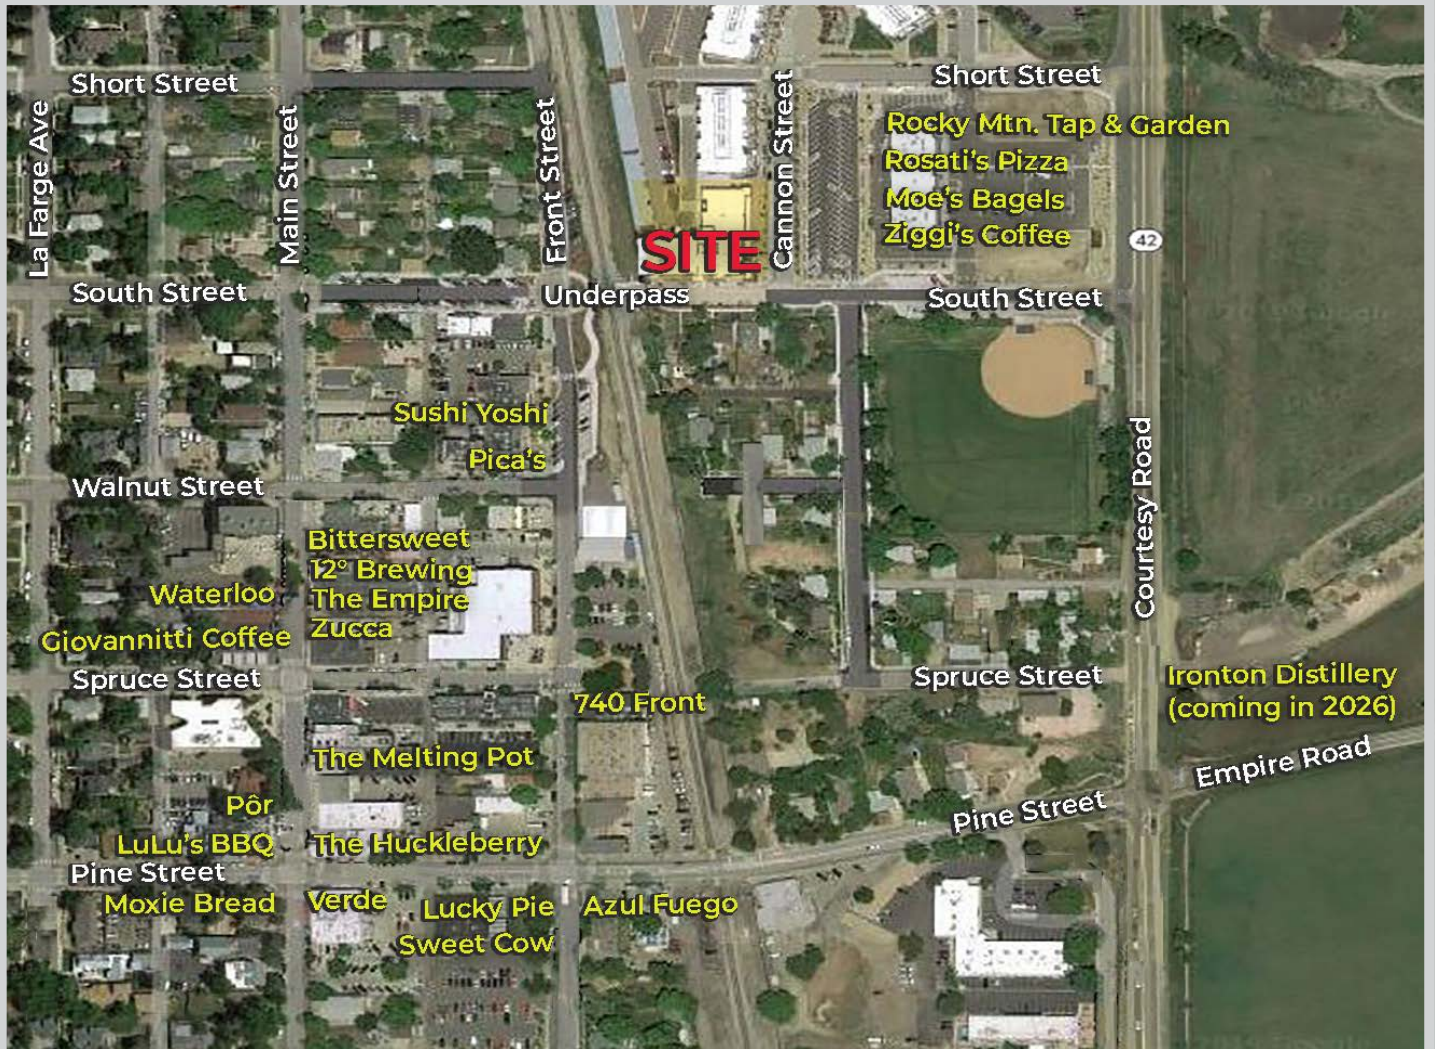 Short Street
Short Street
La Farge Ave
Main Street
Front Street
Cannon Street
Rocky Mtn. Tap & Garden
Rosati's Pizza
Moe's Bagels
Ziggi's Coffee
42
SITE
South Street
Underpass
South Street
Sushi Yoshi
Pica's
Walnut Street
Courtesy Road
Bittersweet
12° Brewing
The Empire
Zucca
Waterloo
Giovannitti Coffee
Spruce Street
Spruce Street
Ironton Distillery
(coming in 2026)
740 Front
The Melting Pot
Empire Road
Pôr
LuLu's BBQ
The Huckleberry
Pine Street
Pine Street
Moxie Bread
Verde
Lucky Pie
Sweet Cow
Azul Fuego